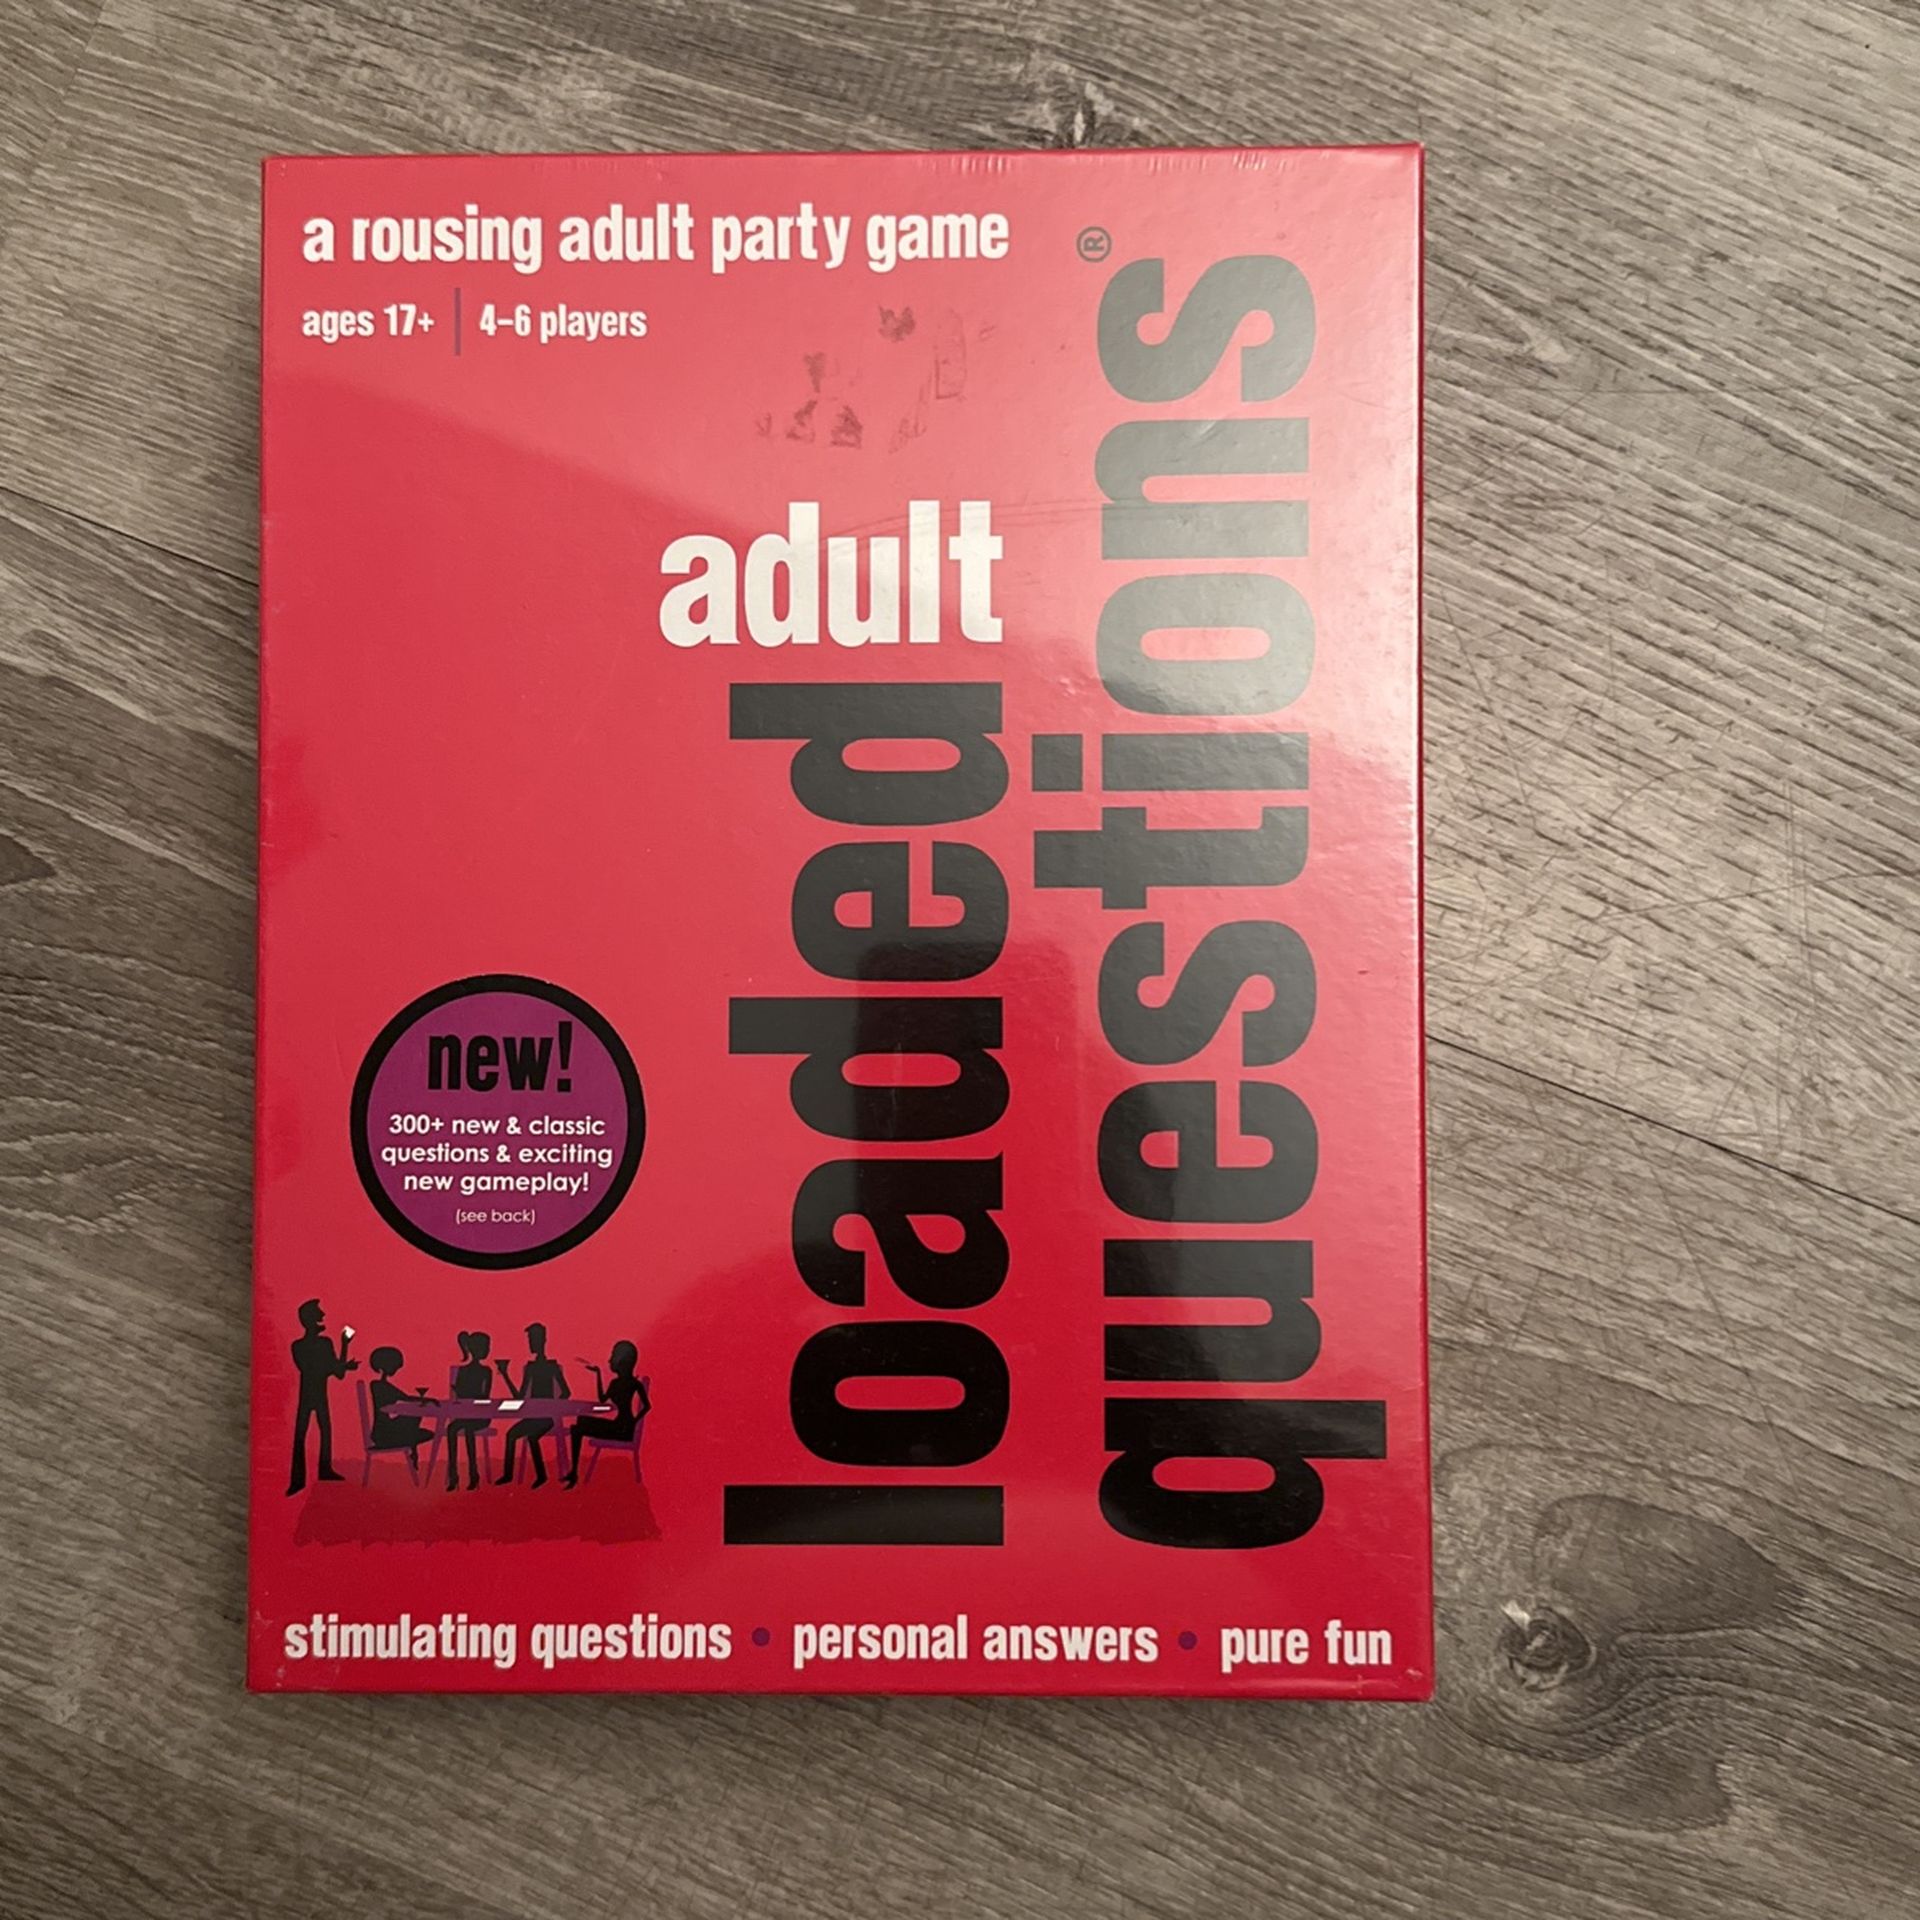 a rousing adult party game
ages 17+ | 4-6 players
adult
loaded
questions®
new!
300+ new & classic
questions & exciting
new gameplay!
(see back)
stimulating questions • personal answers • pure fun